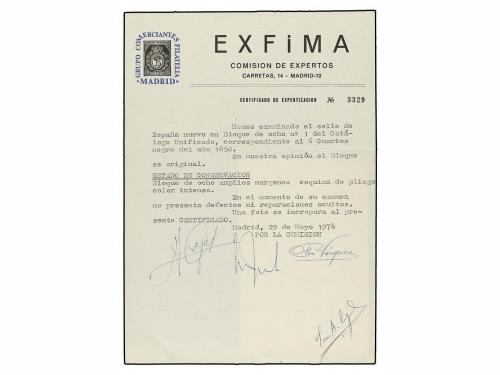 GRUPO COMERCIANTES FILATELIA
·MADRID·
EXFiMA
COMISION DE EXPERTOS
CARRETAS, 14 - MADRID-12
CERTIFICADO DE EXPERTIZACION № 3329
Hemos examinado el sello de
España nuevo en Bloque de ocho nº 1 del Catá-
logo Unificado, correspondiente al 6 Cuartos
negro del año 1850.
En nuestra opinión el Bloque
es original.
ESTADO DE CONSERVACION
Bloque de ocho amplios margenes esquina de pliego
color intenso.
En el momento de su examen
no presenta defectos ni reparaciones ocultos.
Una foto se incropora al pre-
sente CERTIFICADO.
Madrid, 29 de Mayo 1974
POR LA COMISION